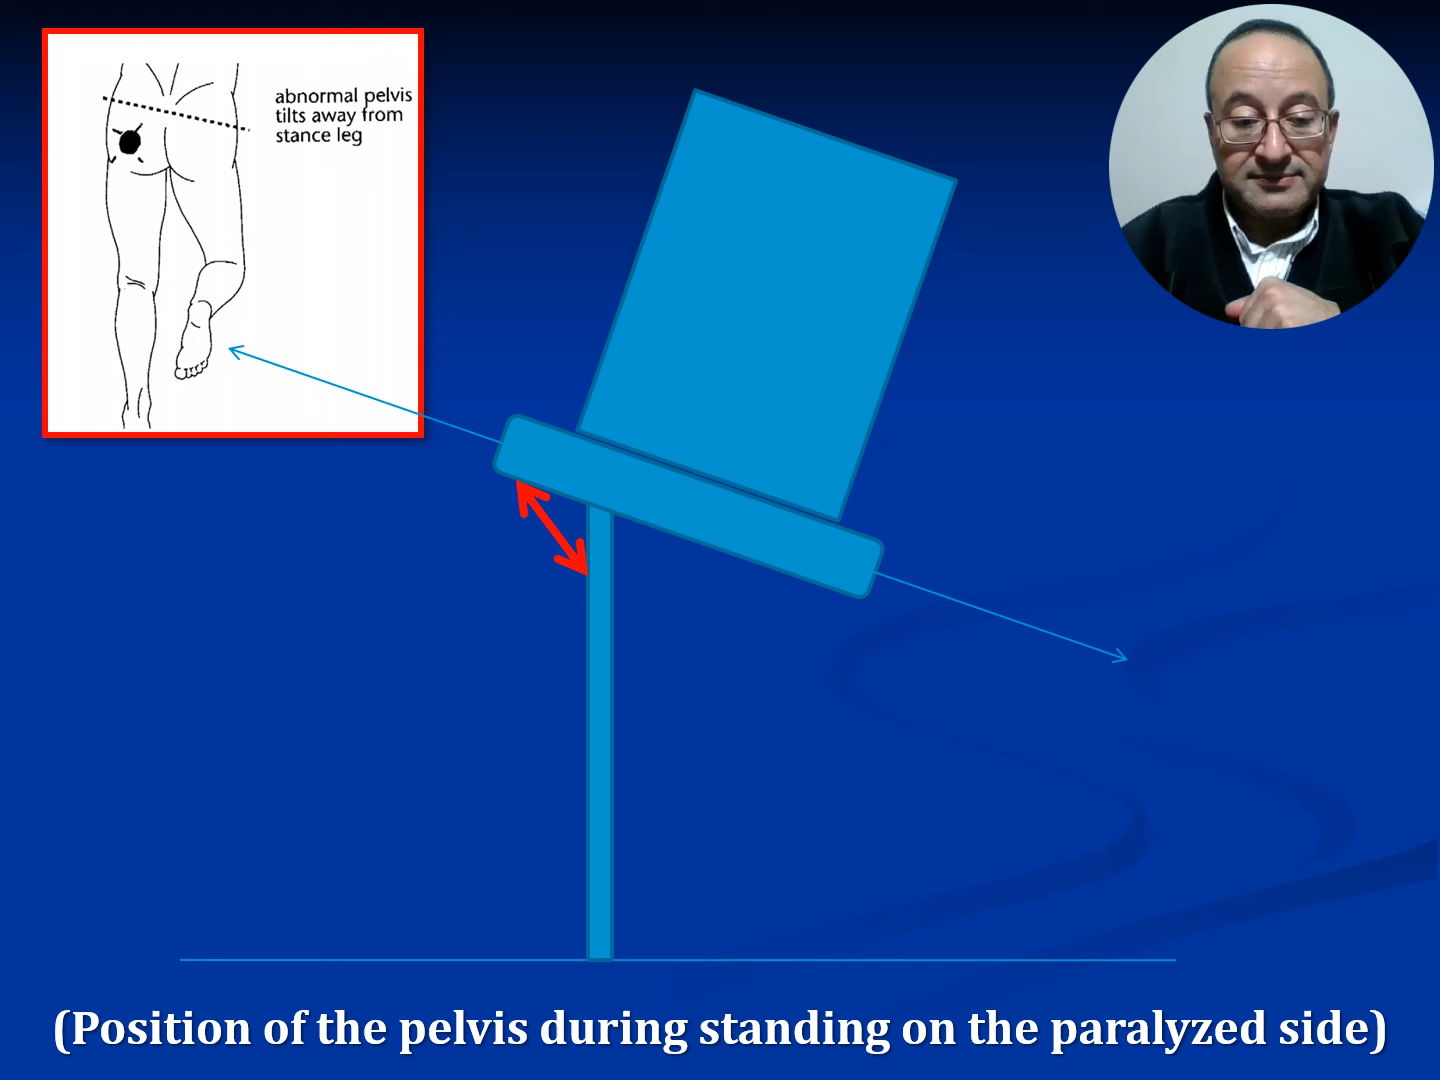 abnormal pelvis
tilts away from
stance leg
(Position of the pelvis during standing on the paralyzed side)